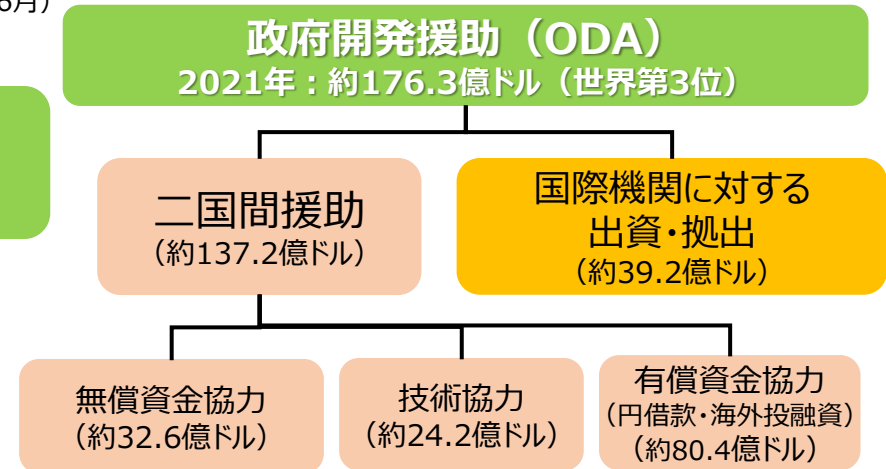 6月）
政府開発援助（ODA）
2021年：約176.3億ドル（世界第3位）
二国間援助
（約137.2億ドル）
国際機関に対する
出資・拠出
（約39.2億ドル）
無償資金協力
（約32.6億ドル）
技術協力
（約24.2億ドル）
有償資金協力
（円借款・海外投融資）
（約80.4億ドル）